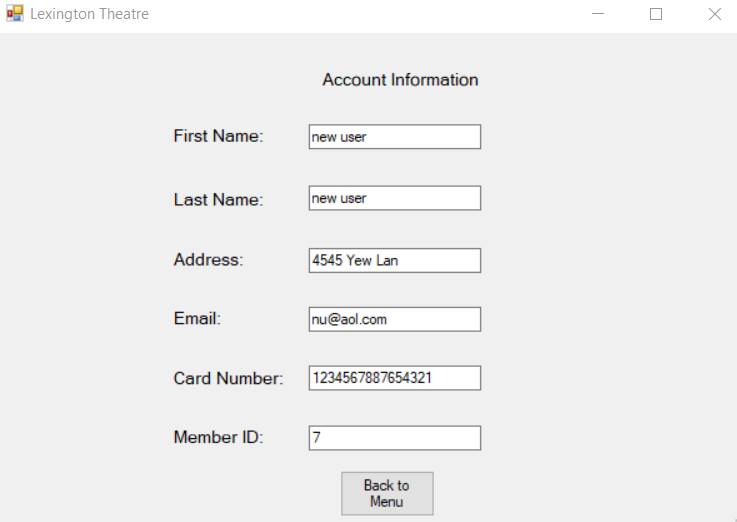 Lexington Theatre
Account Information
First Name: new user
Last Name: new user
Address: 4545 Yew Lan
Email: nu@aol.com
Card Number: 1234567887654321
Member ID: 7
Back to
Menu